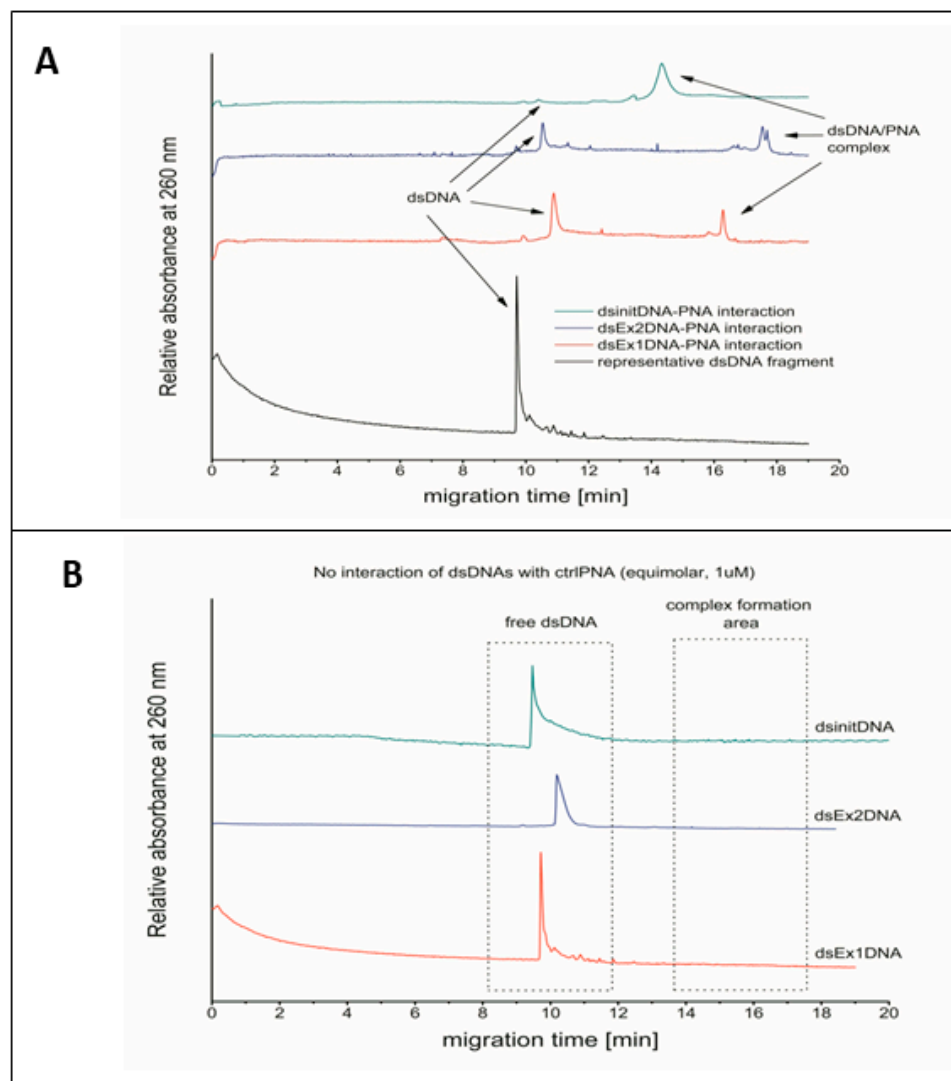 A
Relative absorbance at 260 nm
dsDNA/PNA
complex
dsDNA
dsinitDNA-PNA interaction
dsEx2DNA-PNA interaction
dsEx1DNA-PNA interaction
representative dsDNA fragment
0 2 4 6 8 10 12 14 16 18 20
migration time [min]
B
No interaction of dsDNAs with ctrlPNA (equimolar, 1uM)
free dsDNA
complex formation
area
Relative absorbance at 260 nm
dsinitDNA
dsEx2DNA
dsEx1DNA
0 2 4 6 8 10 12 14 16 18 20
migration time [min]